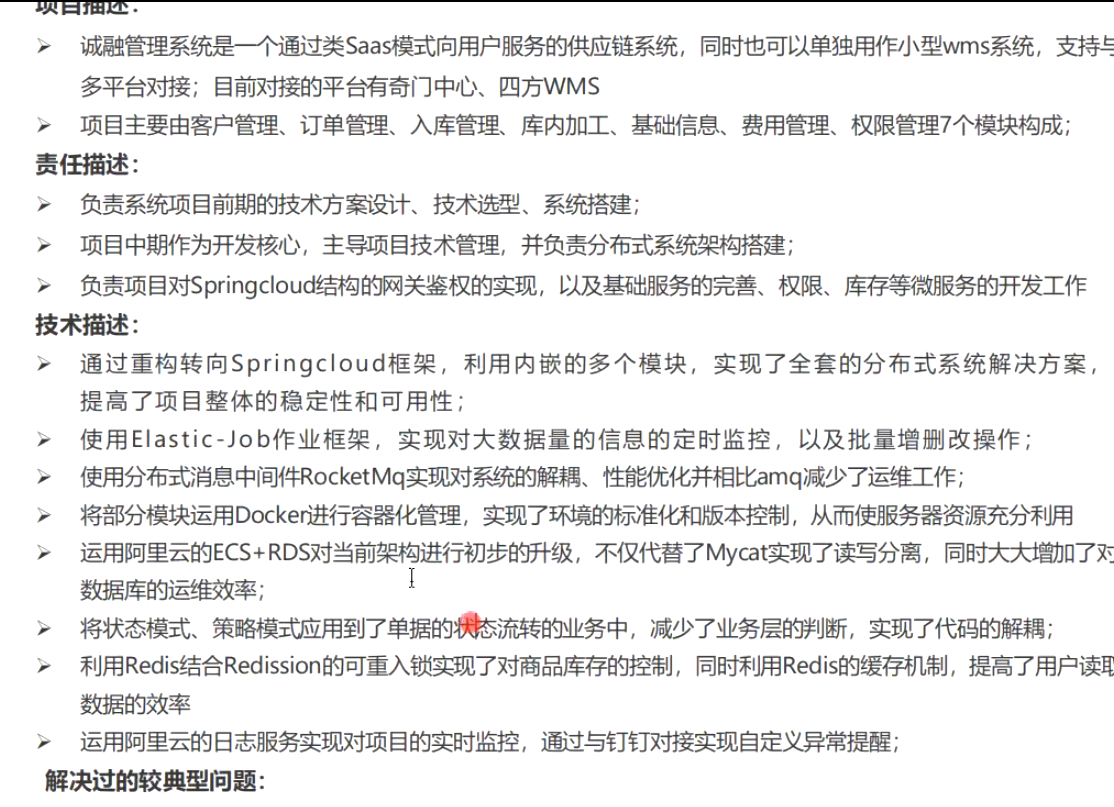 项目描述：
➢ 诚融管理系统是一个通过类Saas模式向用户服务的供应链系统，同时也可以单独用作小型wms系统，支持与
多平台对接；目前对接的平台有奇门中心、四方WMS
➢ 项目主要由客户管理、订单管理、入库管理、库内加工、基础信息、费用管理、权限管理7个模块构成；
责任描述：
➢ 负责系统项目前期的技术方案设计、技术选型、系统搭建；
➢ 项目中期作为开发核心，主导项目技术管理，并负责分布式系统架构搭建；
➢ 负责项目对Springcloud结构的网关鉴权的实现，以及基础服务的完善、权限、库存等微服务的开发工作
技术描述：
➢ 通过重构转向Springcloud框架，利用内嵌的多个模块，实现了全套的分布式系统解决方案，
提高了项目整体的稳定性和可用性；
➢ 使用Elastic-Job作业框架，实现对大数据量的信息的定时监控，以及批量增删改操作；
➢ 使用分布式消息中间件RocketMq实现对系统的解耦、性能优化并相比amq减少了运维工作；
➢ 将部分模块运用Docker进行容器化管理，实现了环境的标准化和版本控制，从而使服务器资源充分利用
➢ 运用阿里云的ECS+RDS对当前架构进行初步的升级，不仅代替了Mycat实现了读写分离，同时大大增加了对
数据库的运维效率；
➢ 将状态模式、策略模式应用到了单据的状态流转的业务中，减少了业务层的判断，实现了代码的解耦；
➢ 利用Redis结合Redission的可重入锁实现了对商品库存的控制，同时利用Redis的缓存机制，提高了用户读取
数据的效率
➢ 运用阿里云的日志服务实现对项目的实时监控，通过与钉钉对接实现自定义异常提醒；
解决过的较典型问题：